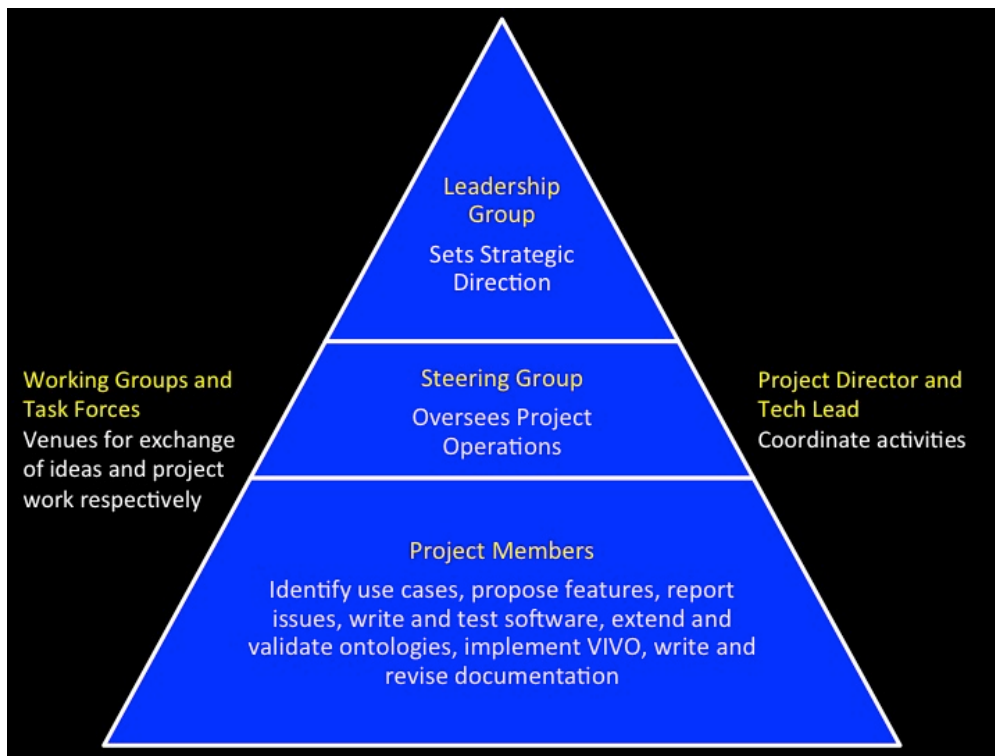 Leadership
Group
Sets Strategic
Direction
Working Groups and
Task Forces
Venues for exchange
of ideas and project
work respectively
Steering Group
Oversees Project
Operations
Project Director and
Tech Lead
Coordinate activities
Project Members
Identify use cases, propose features, report
issues, write and test software, extend and
validate ontologies, implement VIVO, write and
revise documentation